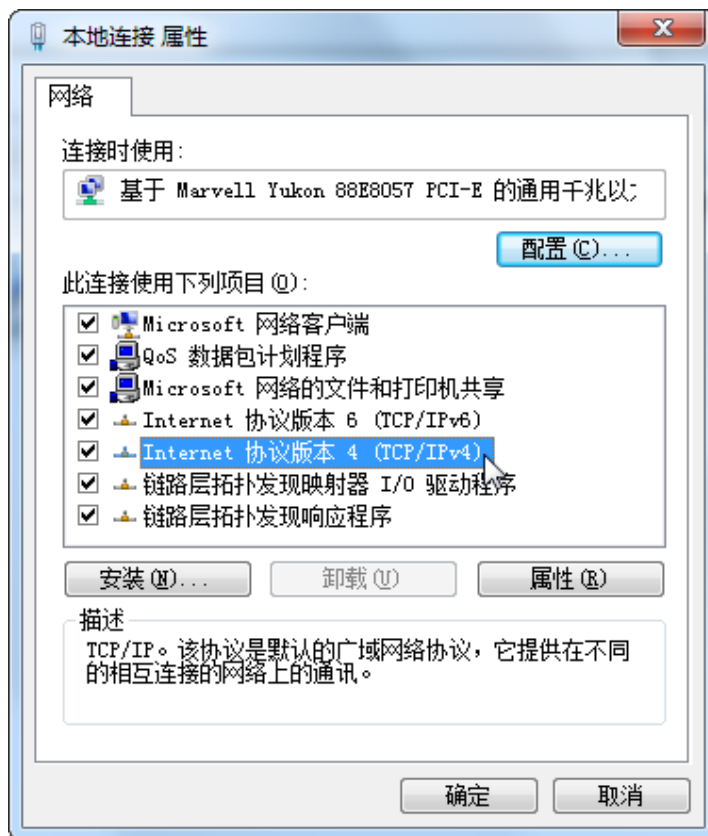 本地连接 属性
网络
连接时使用:
基于 Marvell Yukon 88E8057 PCI-E 的通用千兆以
配置(C)...
此连接使用下列项目(O):
Microsoft 网络客户端
QoS 数据包计划程序
Microsoft 网络的文件和打印机共享
Internet 协议版本 6 (TCP/IPv6)
Internet 协议版本 4 (TCP/IPv4)
链路层拓扑发现映射器 I/O 驱动程序
链路层拓扑发现响应程序
安装(N)... 卸载(U) 属性(R)
描述
TCP/IP。该协议是默认的广域网络协议，它提供在不同
的相互连接的网络上的通讯。
确定 取消